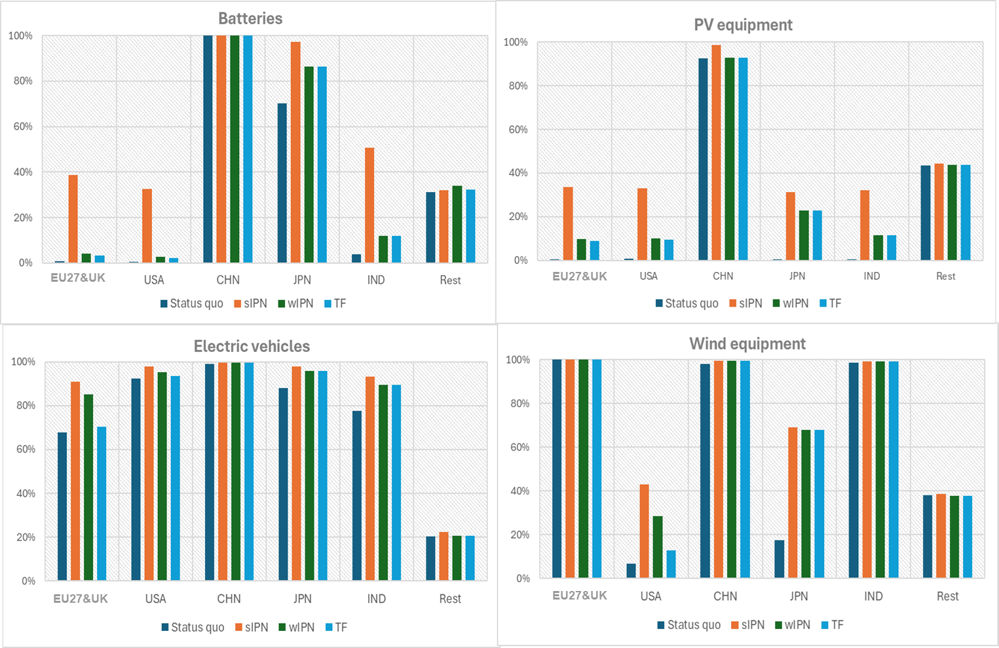 Batteries
100%
80%
60%
40%
20%
0%
EU27&UK USA CHN JPN IND Rest
Status quo sIPN wIPN TF
PV equipment
100%
80%
60%
40%
20%
0%
EU27&UK USA CHN JPN IND Rest
Status quo sIPN wIPN TF
Electric vehicles
100%
80%
60%
40%
20%
0%
EU27&UK USA CHN JPN IND Rest
Status quo sIPN wIPN TF
Wind equipment
100%
80%
60%
40%
20%
0%
EU27&UK USA CHN JPN IND Rest
Status quo sIPN wIPN TF